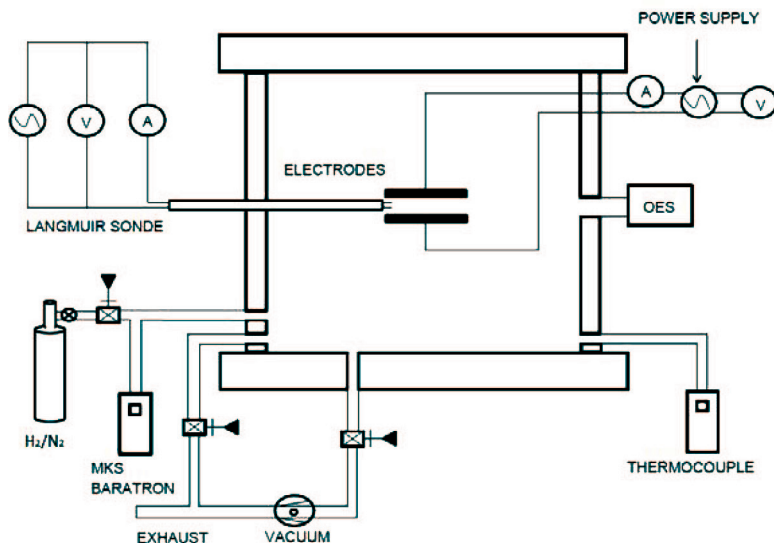 POWER SUPPLY
A
V
V
A
ELECTRODES
LANGMUIR SONDE
OES
H₂/N₂
MKS
BARATRON
THERMOCOUPLE
EXHAUST
VACUUM